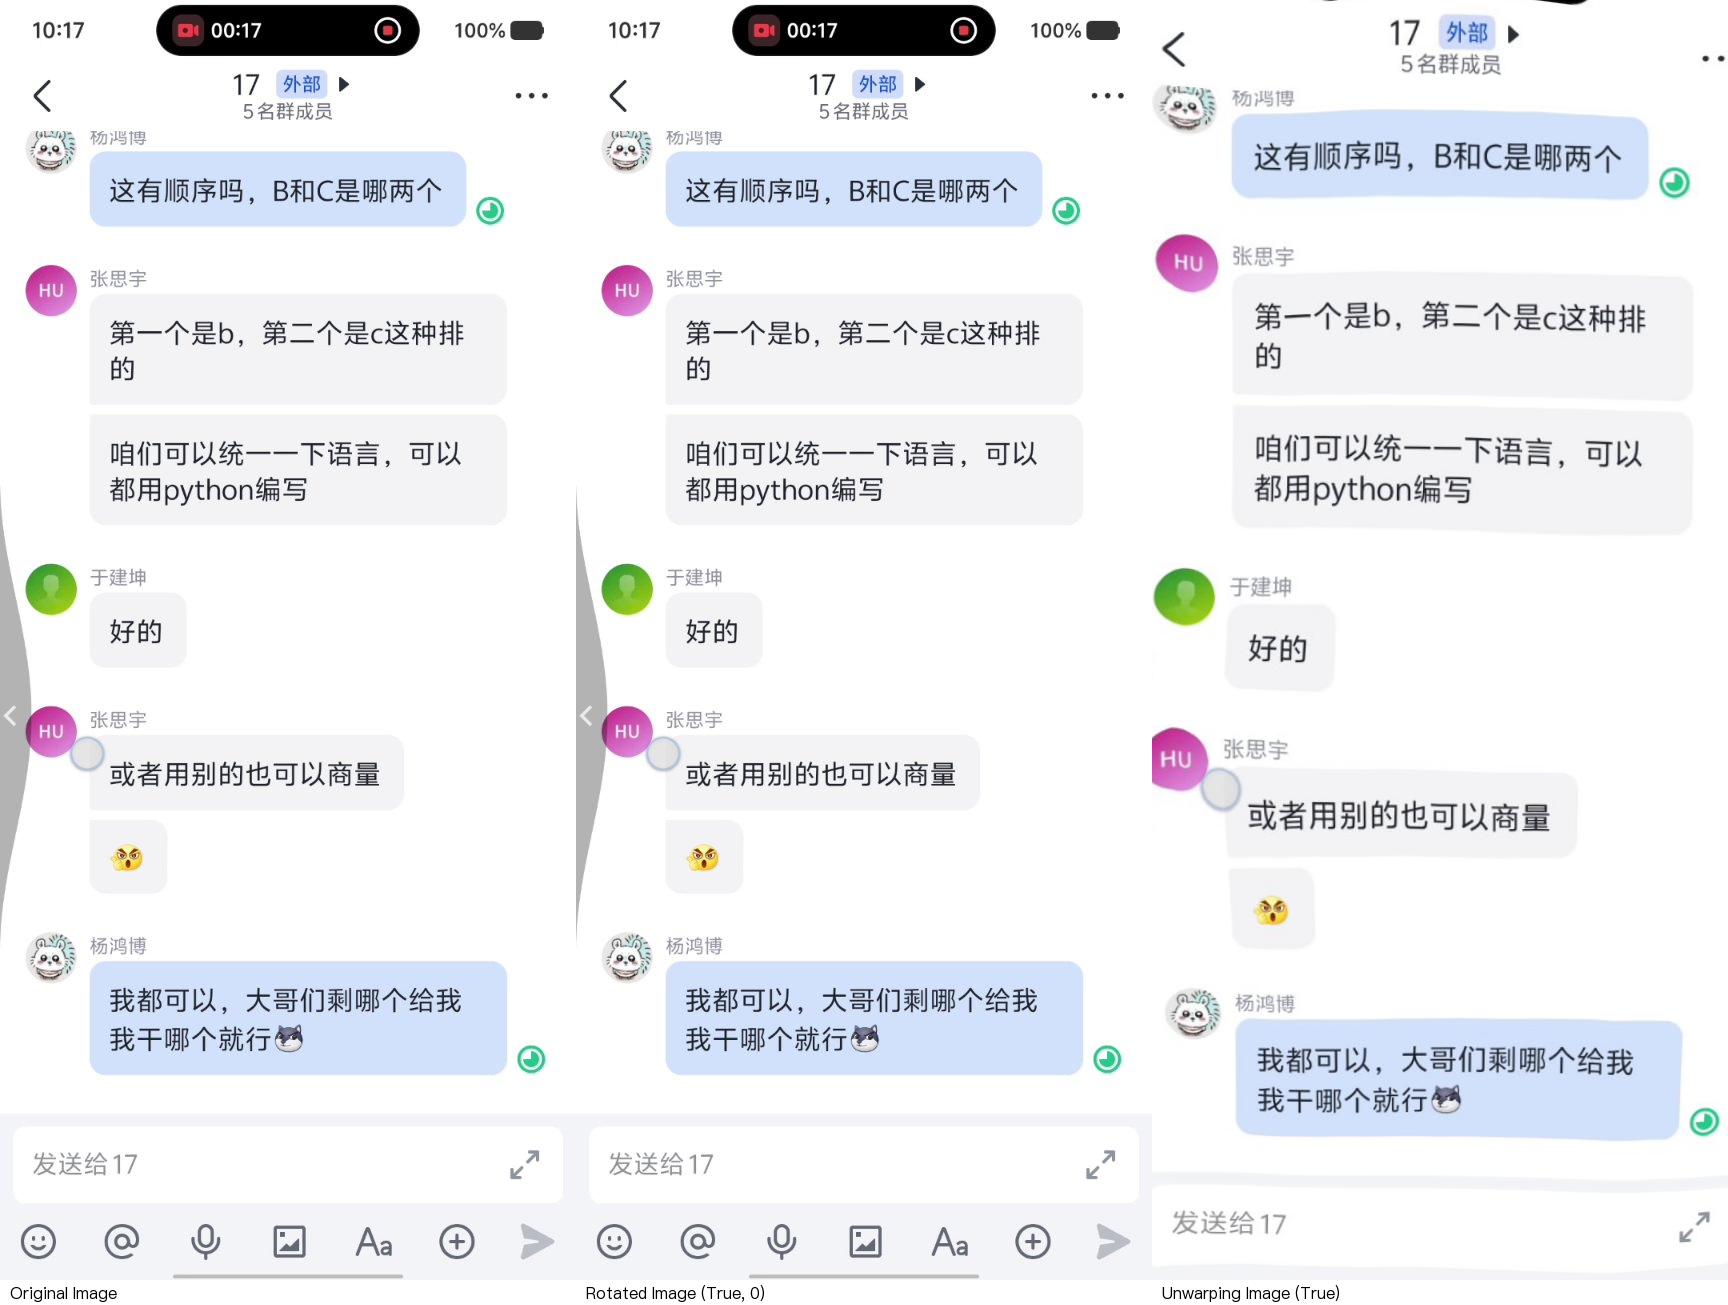 10:17
00:17
100%
17 外部
5名群成员
杨鸿博
这有顺序吗，B和C是哪两个
HU
张思宇
第一个是b，第二个是c这种排
的
咱们可以统一一下语言，可以
都用python编写
于建坤
好的
HU
张思宇
或者用别的也可以商量
杨鸿博
我都可以，大哥们剩哪个给我
我干哪个就行
发送给17
Aa
Original Image
10:17
00:17
100%
17 外部
5名群成员
杨鸿博
这有顺序吗，B和C是哪两个
HU
张思宇
第一个是b，第二个是c这种排
的
咱们可以统一一下语言，可以
都用python编写
于建坤
好的
HU
张思宇
或者用别的也可以商量
杨鸿博
我都可以，大哥们剩哪个给我
我干哪个就行
发送给17
Aa
Rotated Image (True, 0)
17 外部
5名群成员
杨鸿博
这有顺序吗，B和C是哪两个
HU
张思宇
第一个是b，第二个是c这种排
的
咱们可以统一一下语言，可以
都用python编写
于建坤
好的
HU
张思宇
或者用别的也可以商量
杨鸿博
我都可以，大哥们剩哪个给我
我干哪个就行
发送给17
Unwarping Image (True)